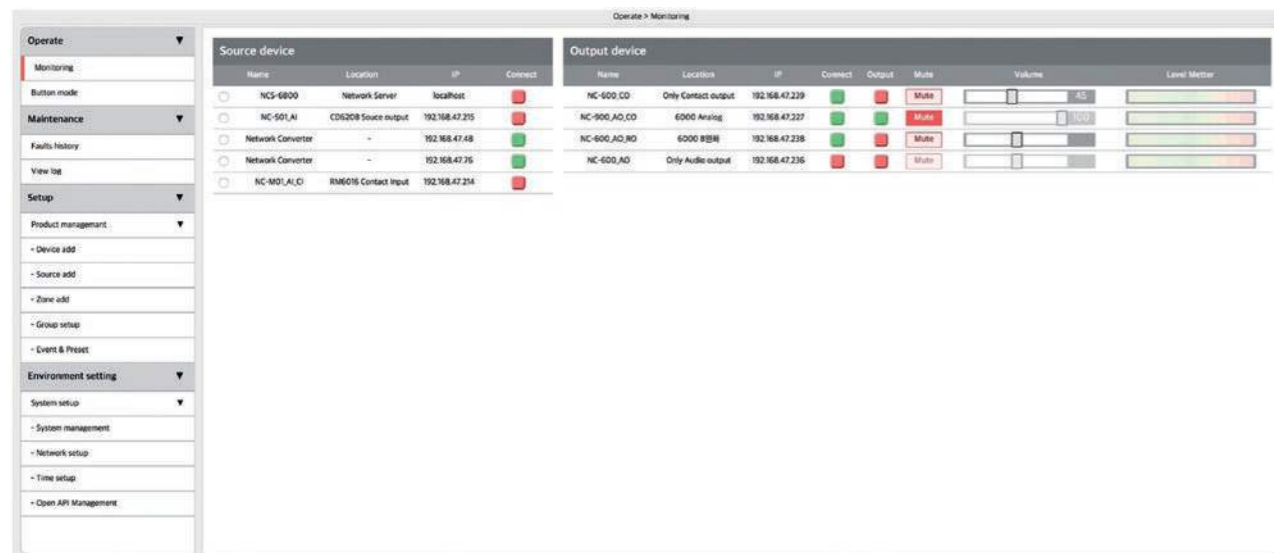 Operate > Monitoring
Operate ▼
Monitoring
Button mode
Maintenance ▼
Faults history
View log
Setup ▼
Product managemant ▼
- Device add
- Source add
- Zone add
- Group setup
- Event & Preset
Environment setting ▼
System setup ▼
- System management
- Network setup
- Time setup
- Open API Management
Source device
Name Location IP Connect
NCS-6800 Network Server localhost
NC-S01_AI CD6208 Souce output 192.168.47.215
Network Converter - 192.168.47.48
Network Converter - 192.168.47.76
NC-M01_AI_CI RM6016 Contact Input 192.168.47.214
Output device
Name Location IP Connect Output Mute Volume Level Metter
NC-600_CO Only Contact output 192.168.47.239 Mute 45
NC-900_AO_CO 6000 Analog 192.168.47.227 Mute 100
NC-600_AO_RO 6000 192.168.47.238 Mute
NC-600_AO Only Audio output 192.168.47.236 Mute